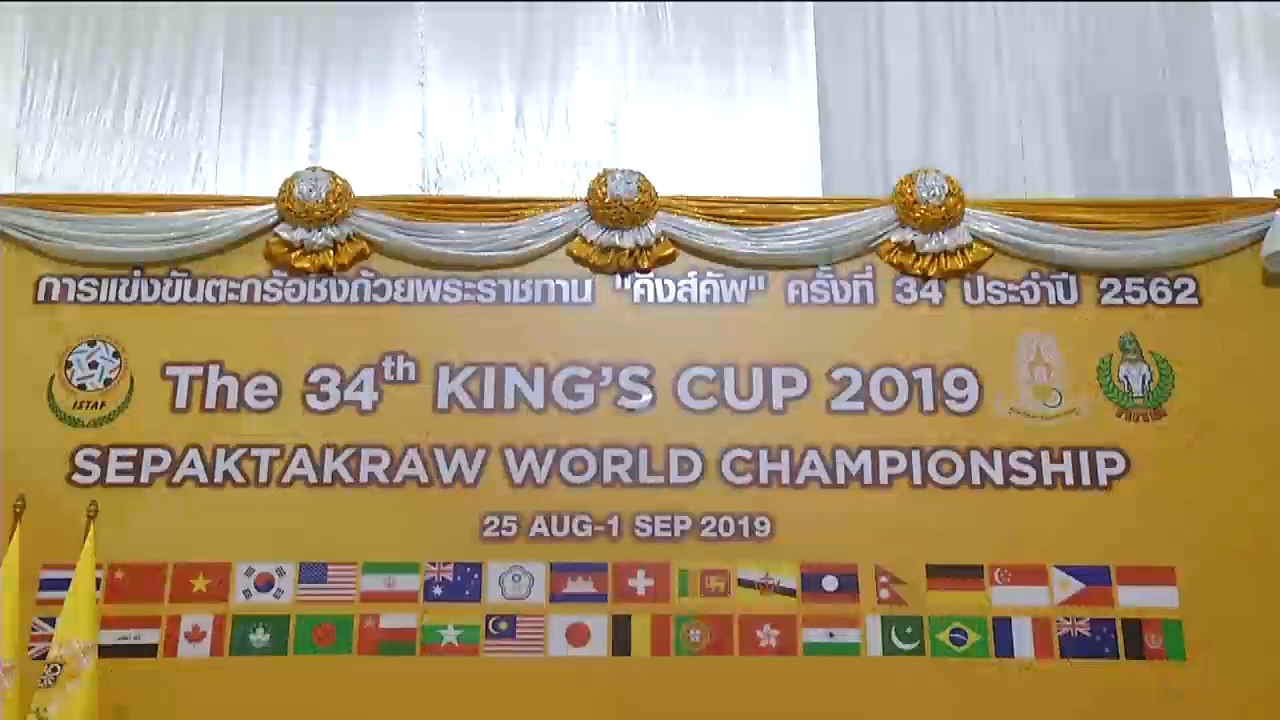 การแข่งขันตะกร้อชิงถ้วยพระราชทาน "คิงส์คัพ" ครั้งที่ 34 ประจำปี 2562
The 34th KING'S CUP 2019
ISTAF
SEPAKTAKRAW WORLD CHAMPIONSHIP
25 AUG-1 SEP 2019